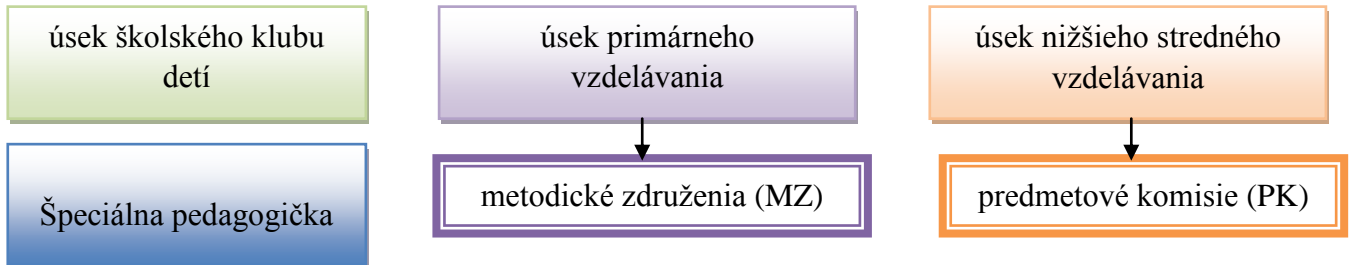 úsek školského klubu
detí
úsek primárneho
vzdelávania
úsek nižšieho stredného
vzdelávania
Špeciálna pedagogička
metodické združenia (MZ)
predmetové komisie (PK)